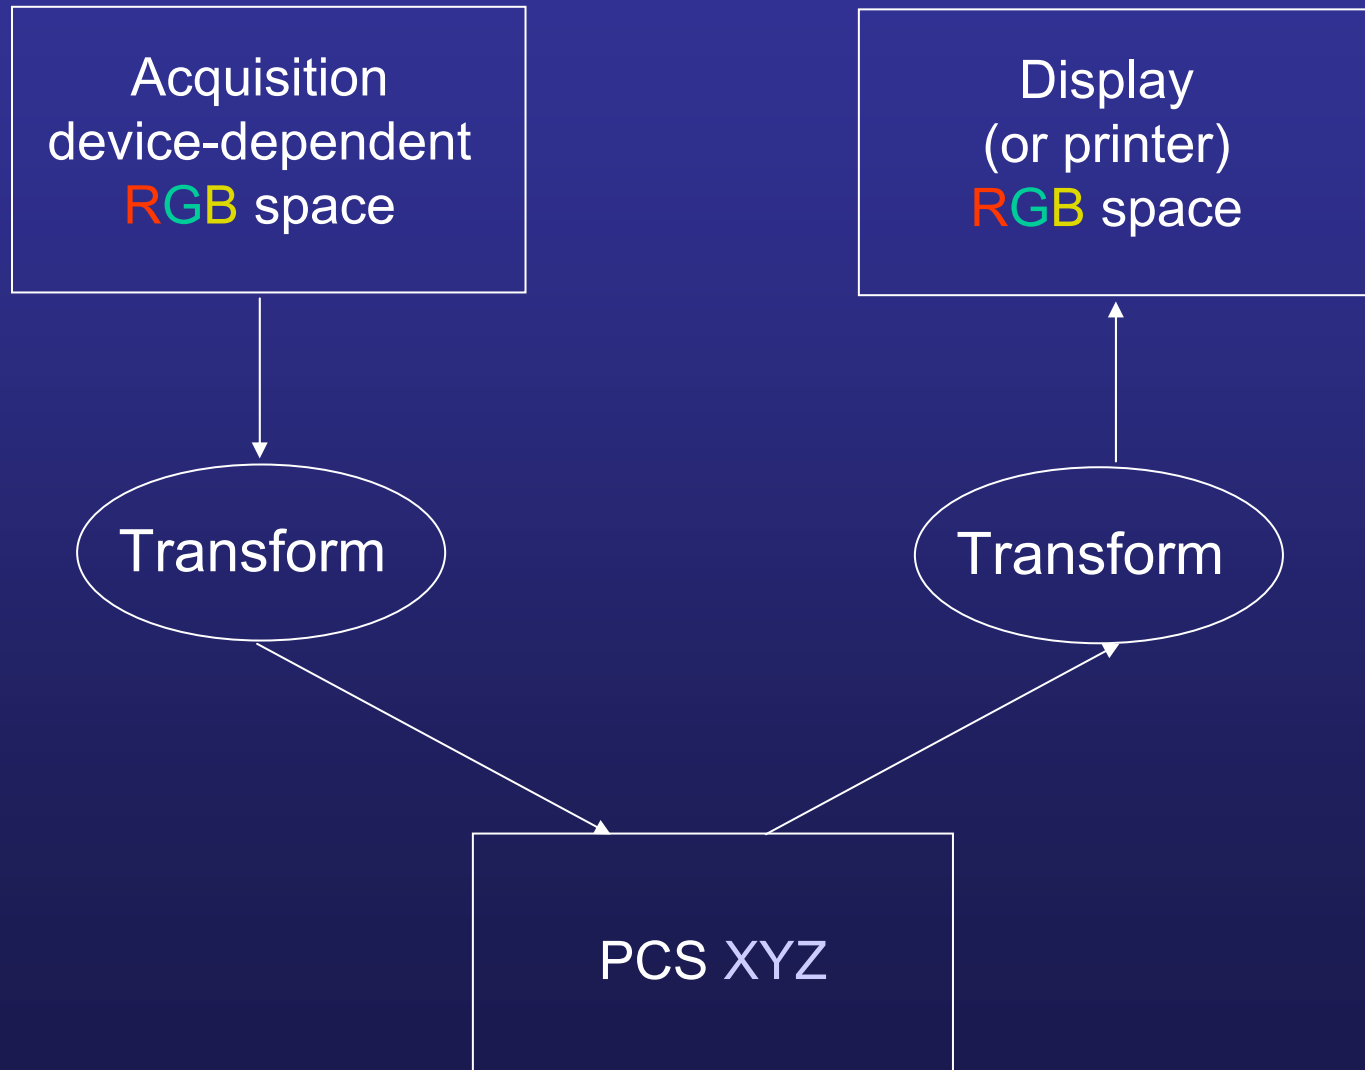 Acquisition
device-dependent
RGB space
Display
(or printer)
RGB space
Transform
Transform
PCS XYZ